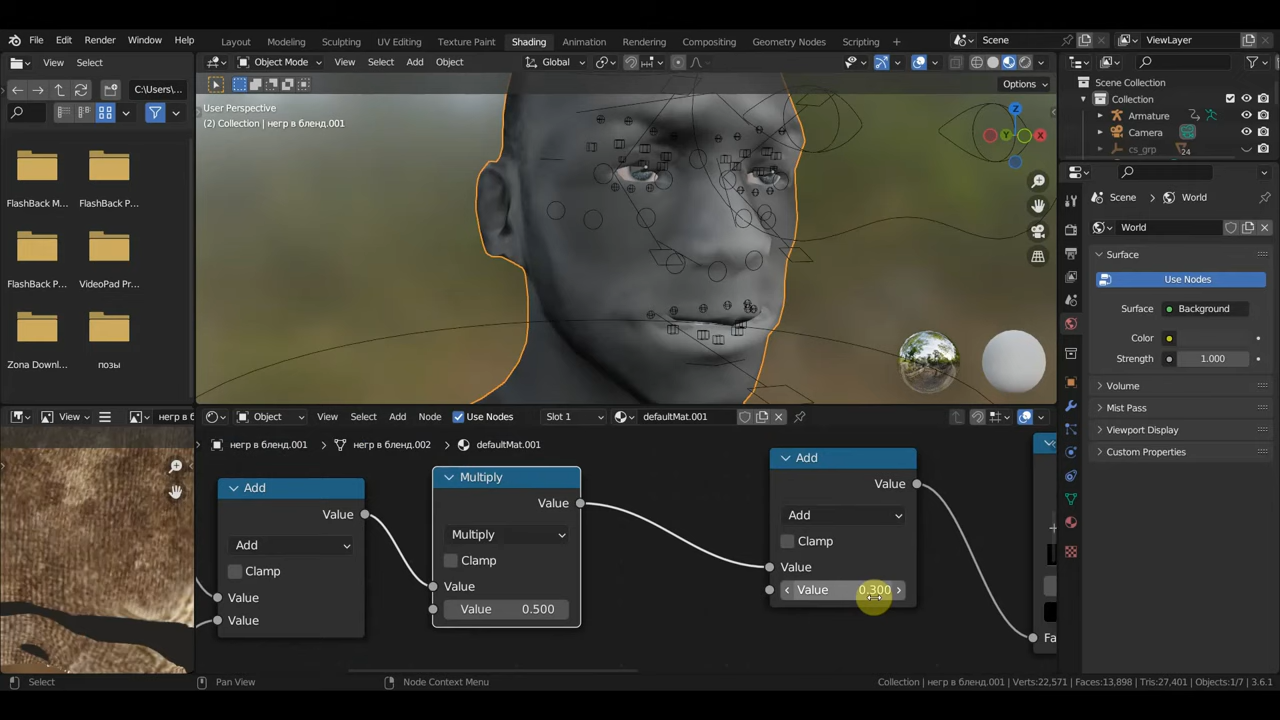 File Edit Render Window Help
Layout Modeling Sculpting UV Editing Texture Paint Shading Animation Rendering Compositing Geometry Nodes Scripting
Scene
ViewLayer
View Select
Object Mode View Select Add Object
Global
C:\Users\...
Options
User Perspective
(2) Collection | негр в бленд.001
Z
X
Y
Scene Collection
Collection
Armature
Camera
cs_grp
24
FlashBack M...
FlashBack P...
FlashBack P...
VideoPad Pr...
Zona Downl...
позы
Scene
World
World
Surface
Use Nodes
Surface
Background
Color
Strength
1.000
Volume
Mist Pass
Viewport Display
Custom Properties
View
негр в б
Object View Select Add Node Use Nodes Slot 1 defaultMat.001
негр в бленд.001
негр в бленд.002
defaultMat.001
Add
Value
Add
Clamp
Value
Value
Multiply
Value
Multiply
Clamp
Value
Value 0.500
Add
Value
Add
Clamp
Value
Value 0.300
Fa
Select
Pan View
Node Context Menu
Collection | негр в бленд.001 | Verts:22,571 | Faces:13,898 | Tris:27,401 | Objects:1/7 | 3.6.1